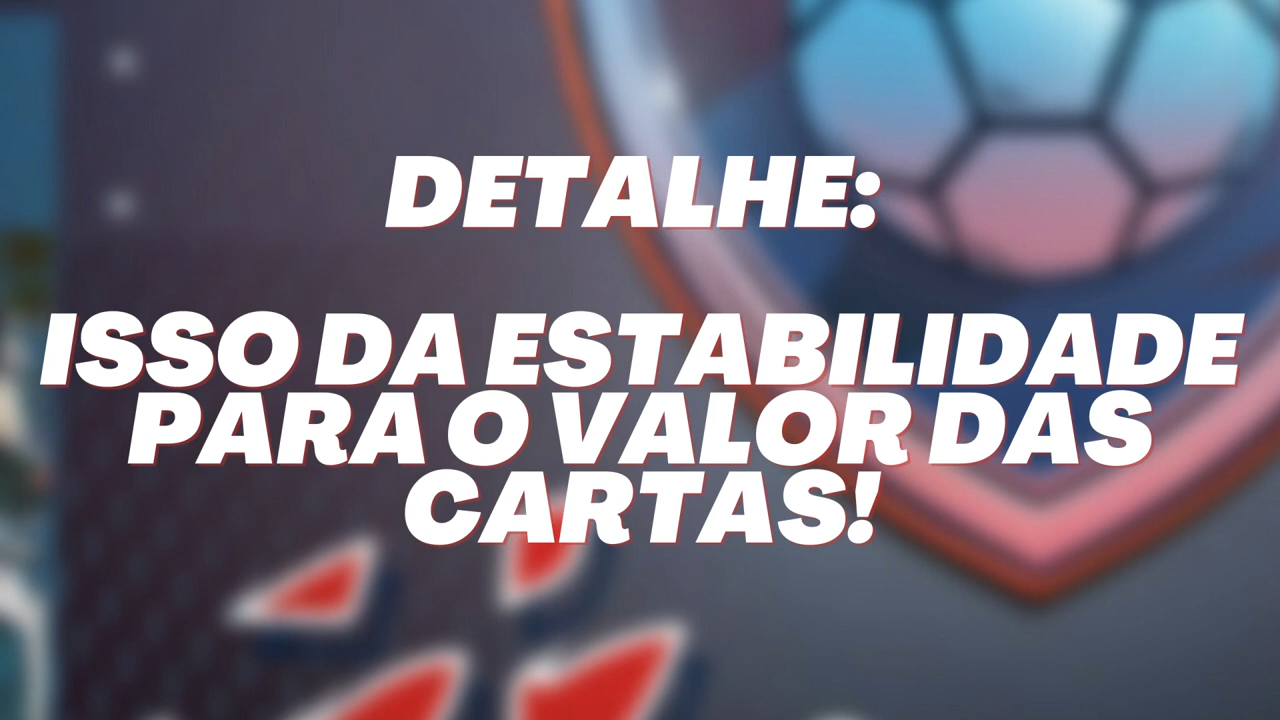 DETALHE:
ISSO DA ESTABILIDADE
PARA O VALOR DAS
CARTAS!